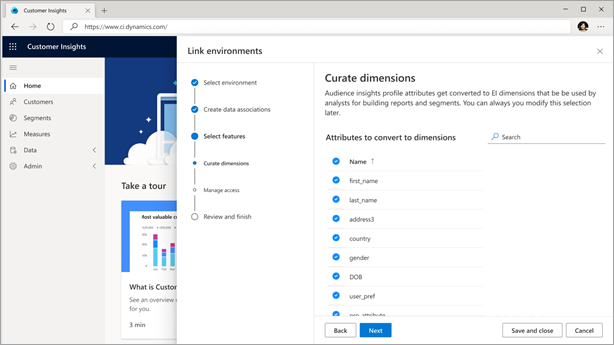 Customer Insights
https://www.ci.dynamics.com/
Customer Insights
Home
Customers
Segments
Measures
Data
Admin
Take a tour
What is Custom
See an overview
for you.
3 min
Link environments
Select environment
Create data associations
Select features
Curate dimensions
Manage access
Review and finish
Curate dimensions
Audience insights profile attributes get converted to EI dimensions that be be used by
analysts for building reports and segments. You can always you modify this selection
later.
Attributes to convert to dimensions
Search
Name ↑
first_name
last_name
address3
country
gender
DOB
user_pref
Back
Next
Save and close
Cancel